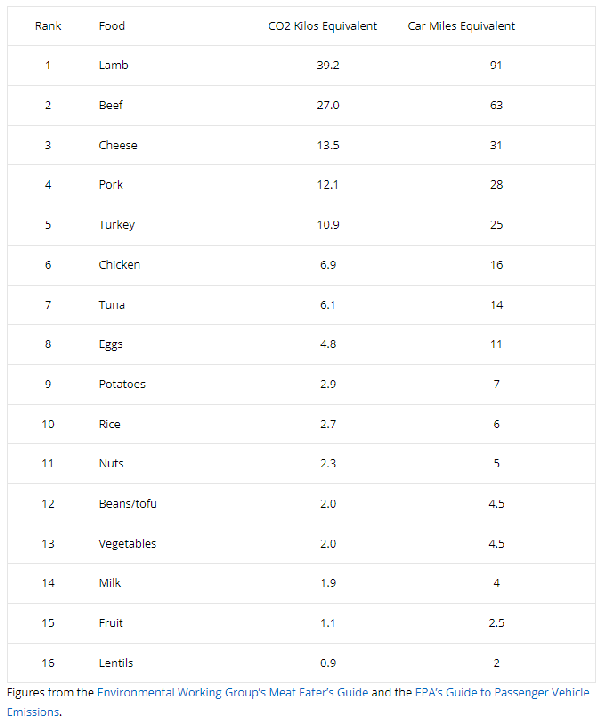 Rank Food CO2 Kilos Equivalent Car Miles Equivalent
1 Lamb 39.2 91
2 Beef 27.0 63
3 Cheese 13.5 31
4 Pork 12.1 28
5 Turkey 10.9 25
6 Chicken 6.9 16
7 Tuna 6.1 14
8 Eggs 4.8 11
9 Potatoes 2.9 7
10 Rice 2.7 6
11 Nuts 2.3 5
12 Beans/tofu 2.0 4.5
13 Vegetables 2.0 4.5
14 Milk 1.9 4
15 Fruit 1.1 2.5
16 Lentils 0.9 2
Figures from the Environmental Working Group's Meat Eater's Guide and the EPA's Guide to Passenger Vehicle
Emissions.